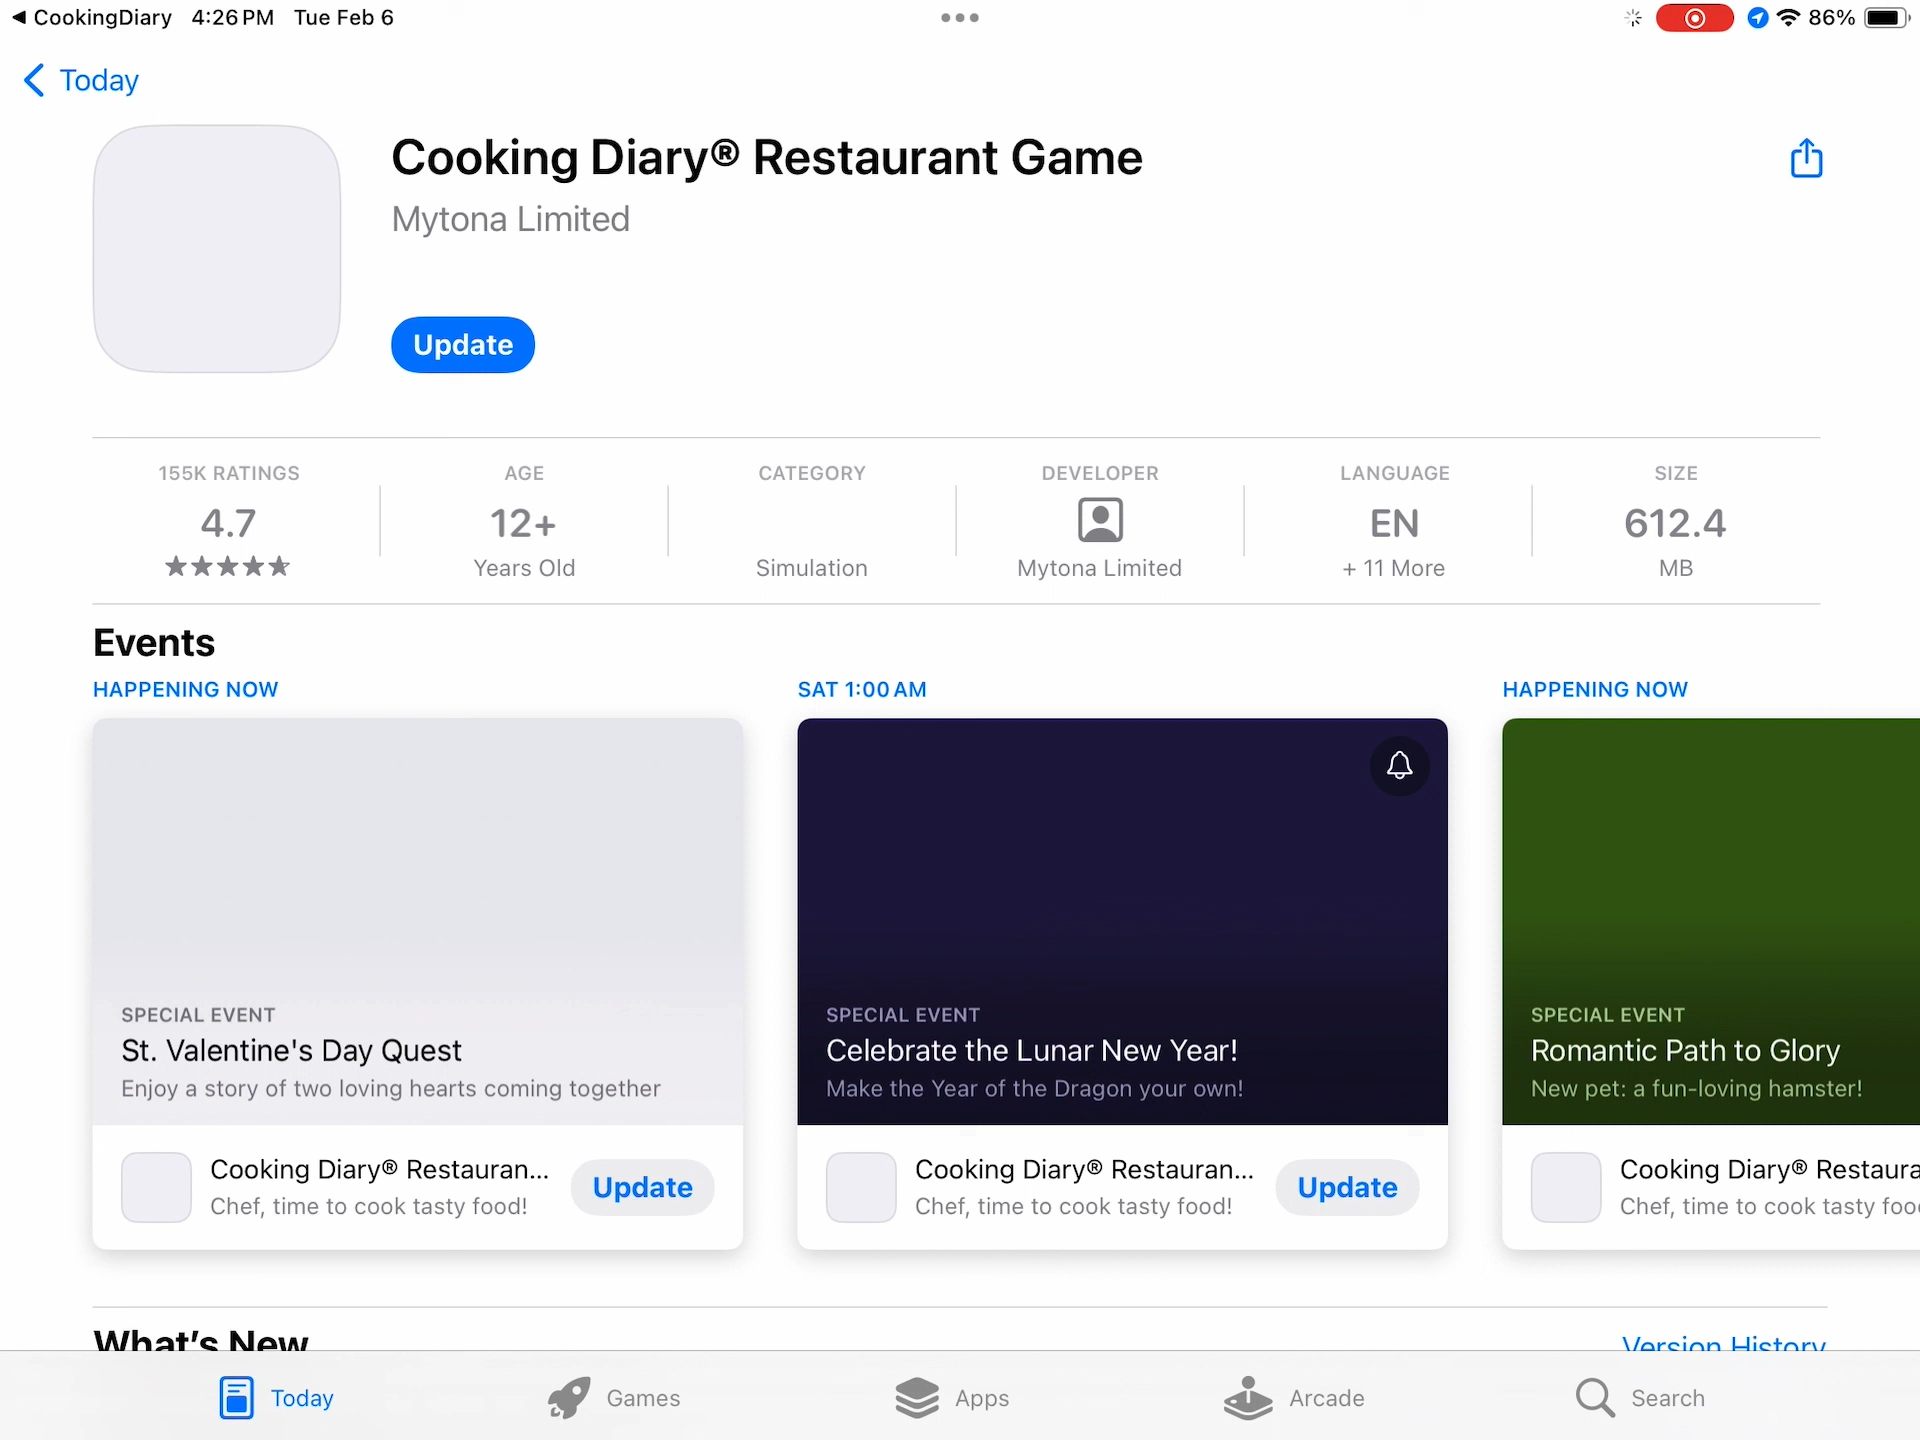 CookingDiary 4:26 PM Tue Feb 6
86%
Today
Cooking Diary® Restaurant Game
Mytona Limited
Update
155K RATINGS
4.7
AGE
12+
Years Old
CATEGORY
Simulation
DEVELOPER
Mytona Limited
LANGUAGE
EN
+ 11 More
SIZE
612.4
MB
Events
HAPPENING NOW
SPECIAL EVENT
St. Valentine's Day Quest
Enjoy a story of two loving hearts coming together
Cooking Diary® Restauran...
Chef, time to cook tasty food!
Update
SAT 1:00 AM
SPECIAL EVENT
Celebrate the Lunar New Year!
Make the Year of the Dragon your own!
Cooking Diary® Restauran...
Chef, time to cook tasty food!
Update
HAPPENING NOW
SPECIAL EVENT
Romantic Path to Glory
New pet: a fun-loving hamster!
Cooking Diary® Restaura
Chef, time to cook tasty foo
What's New
Version History
Today
Games
Apps
Arcade
Search